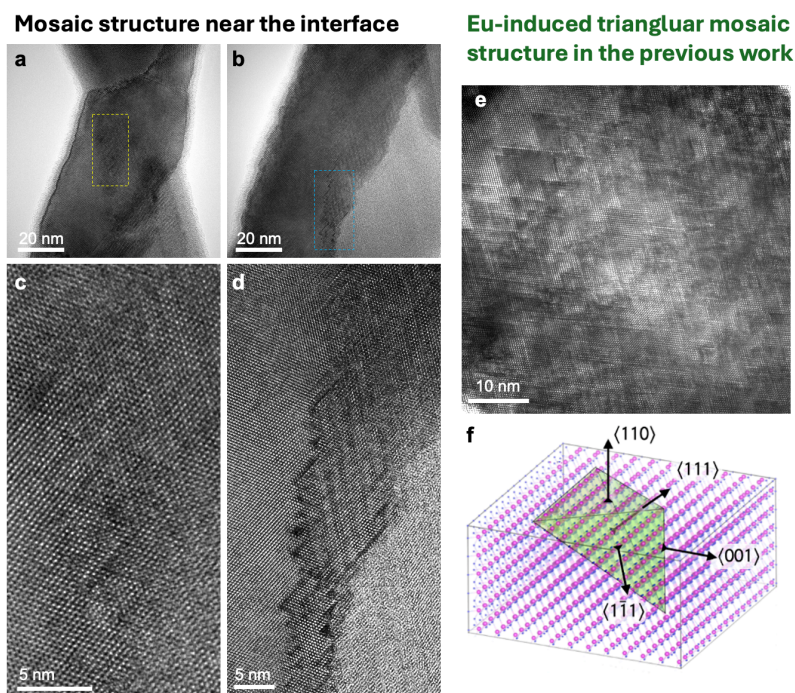 Mosaic structure near the interface
Eu-induced triangluar mosaic
structure in the previous work
a
20 nm
b
20 nm
c
5 nm
d
5 nm
e
10 nm
f
⟨110⟩
⟨111⟩
⟨001⟩
⟨11̅1⟩